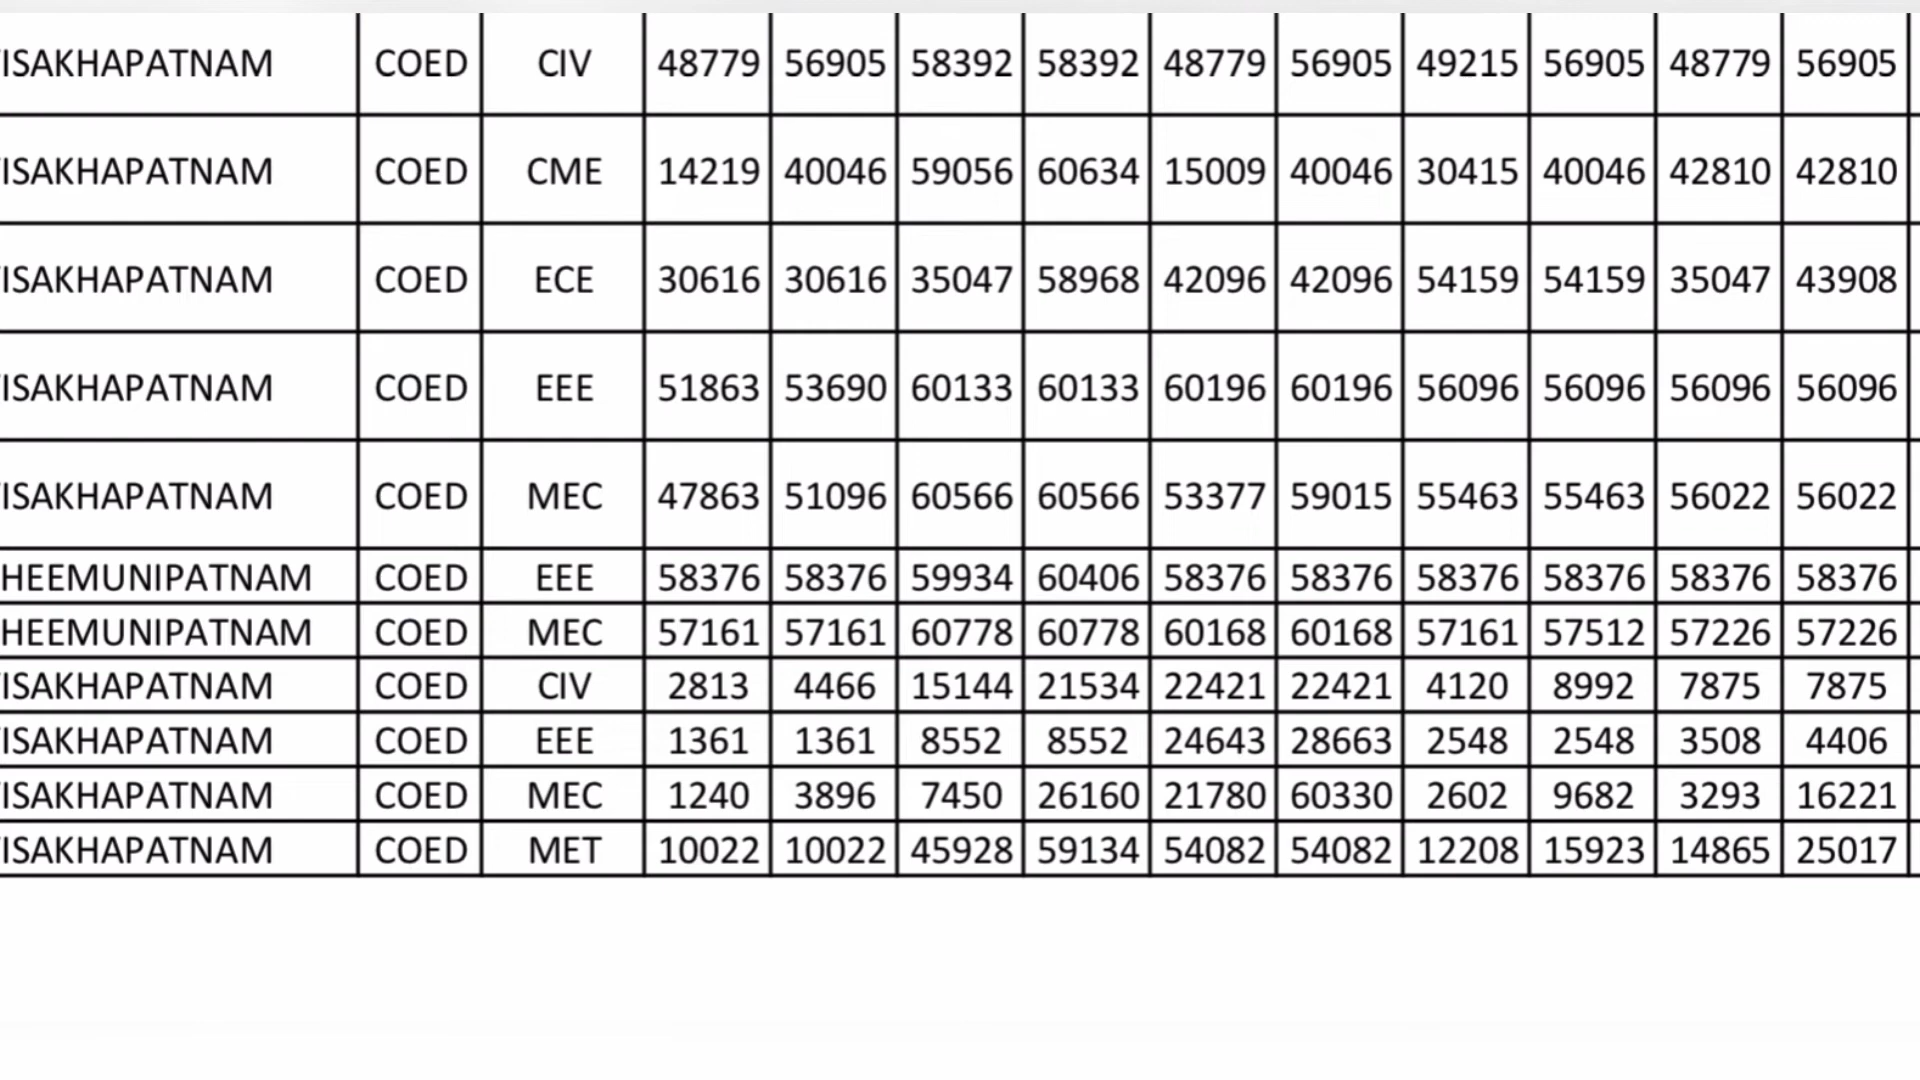 ISAKHAPATNAM COED CIV 48779 56905 58392 58392 48779 56905 49215 56905 48779 56905
ISAKHAPATNAM COED CME 14219 40046 59056 60634 15009 40046 30415 40046 42810 42810
ISAKHAPATNAM COED ECE 30616 30616 35047 58968 42096 42096 54159 54159 35047 43908
ISAKHAPATNAM COED EEE 51863 53690 60133 60133 60196 60196 56096 56096 56096 56096
ISAKHAPATNAM COED MEC 47863 51096 60566 60566 53377 59015 55463 55463 56022 56022
HEEMUNIPATNAM COED EEE 58376 58376 59934 60406 58376 58376 58376 58376 58376 58376
HEEMUNIPATNAM COED MEC 57161 57161 60778 60778 60168 60168 57161 57512 57226 57226
ISAKHAPATNAM COED CIV 2813 4466 15144 21534 22421 22421 4120 8992 7875 7875
ISAKHAPATNAM COED EEE 1361 1361 8552 8552 24643 28663 2548 2548 3508 4406
ISAKHAPATNAM COED MEC 1240 3896 7450 26160 21780 60330 2602 9682 3293 16221
ISAKHAPATNAM COED MET 10022 10022 45928 59134 54082 54082 12208 15923 14865 25017